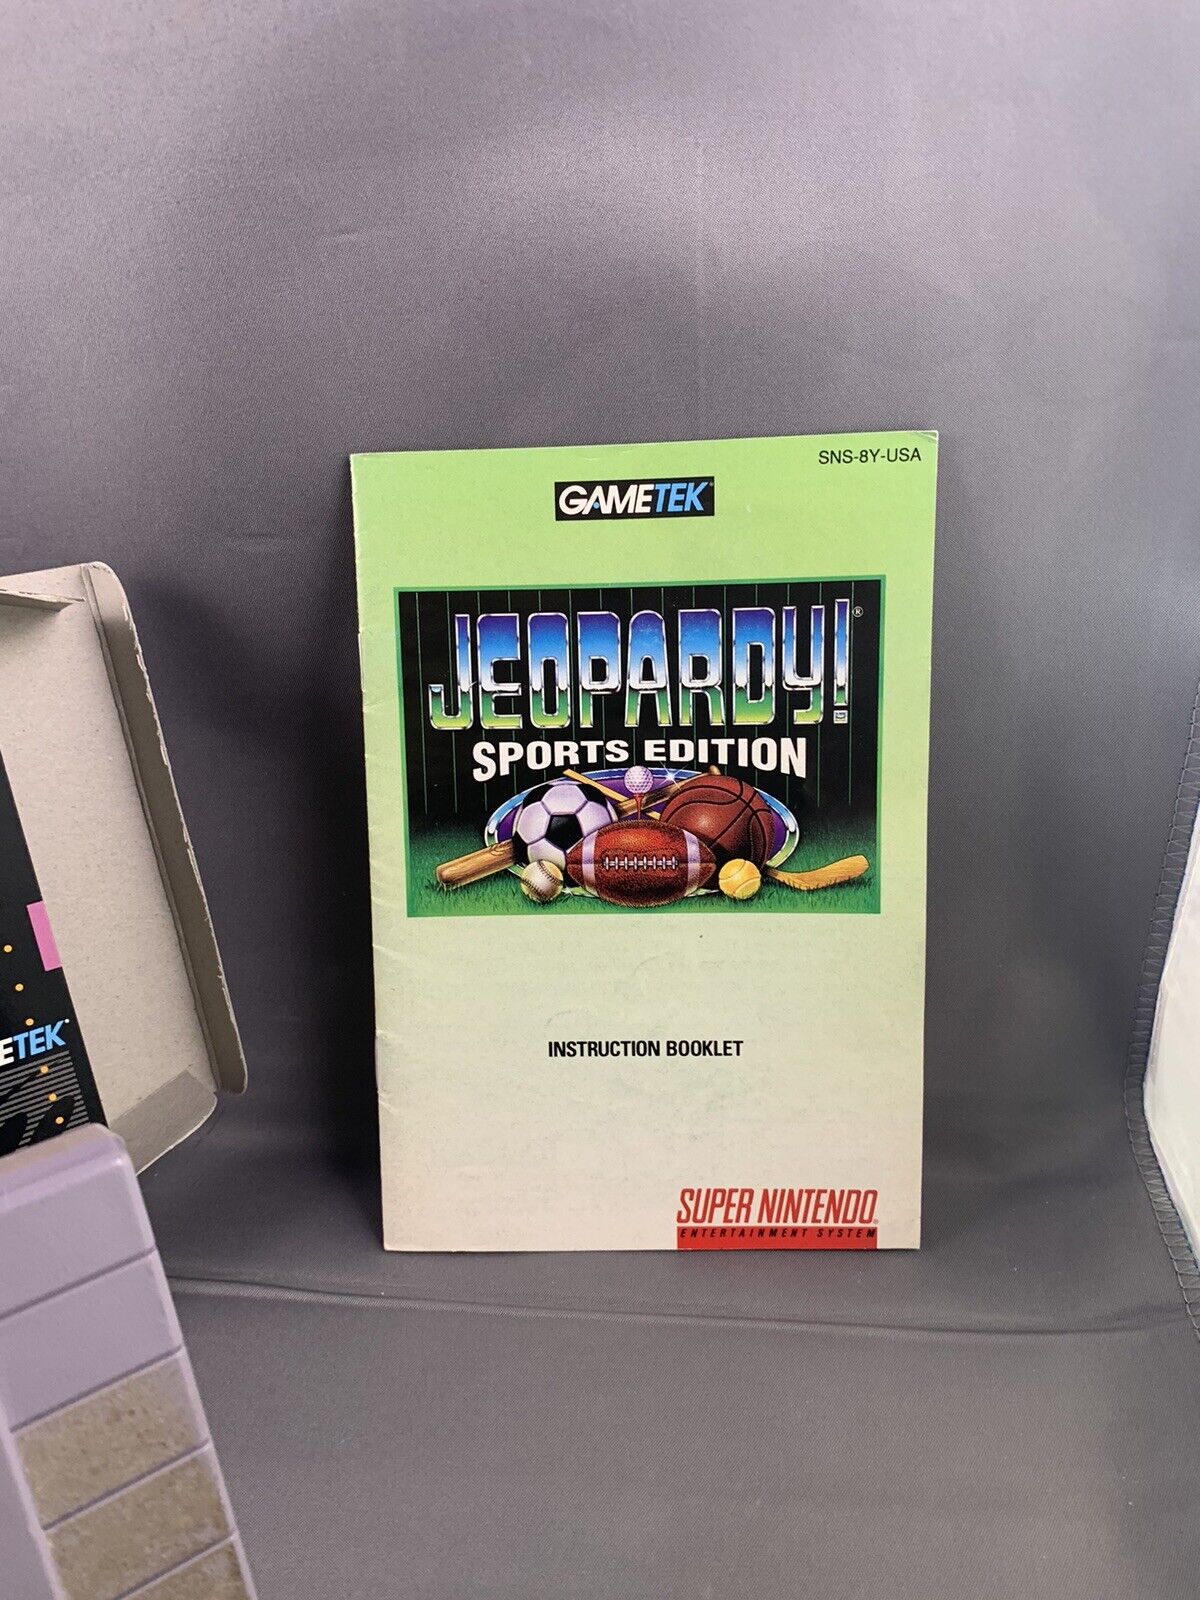 SNS-8Y-USA
GAMETEK
JEOPARDY!®
SPORTS EDITION
INSTRUCTION BOOKLET
SUPER NINTENDO
ENTERTAINMENT SYSTEM
ETEK